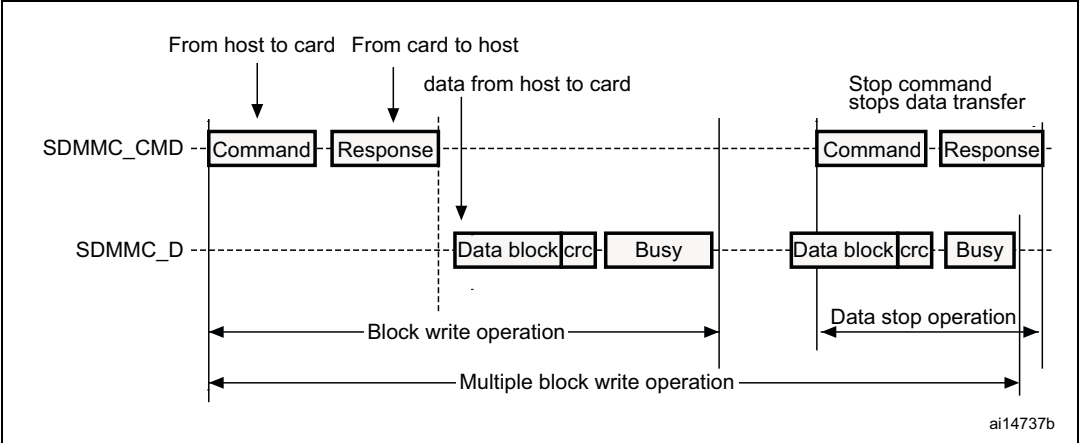 From host to card From card to host
data from host to card
Stop command
stops data transfer
SDMMC_CMD Command Response Command Response
SDMMC_D Data block crc Busy Data block crc Busy
Block write operation Data stop operation
Multiple block write operation
ai14737b